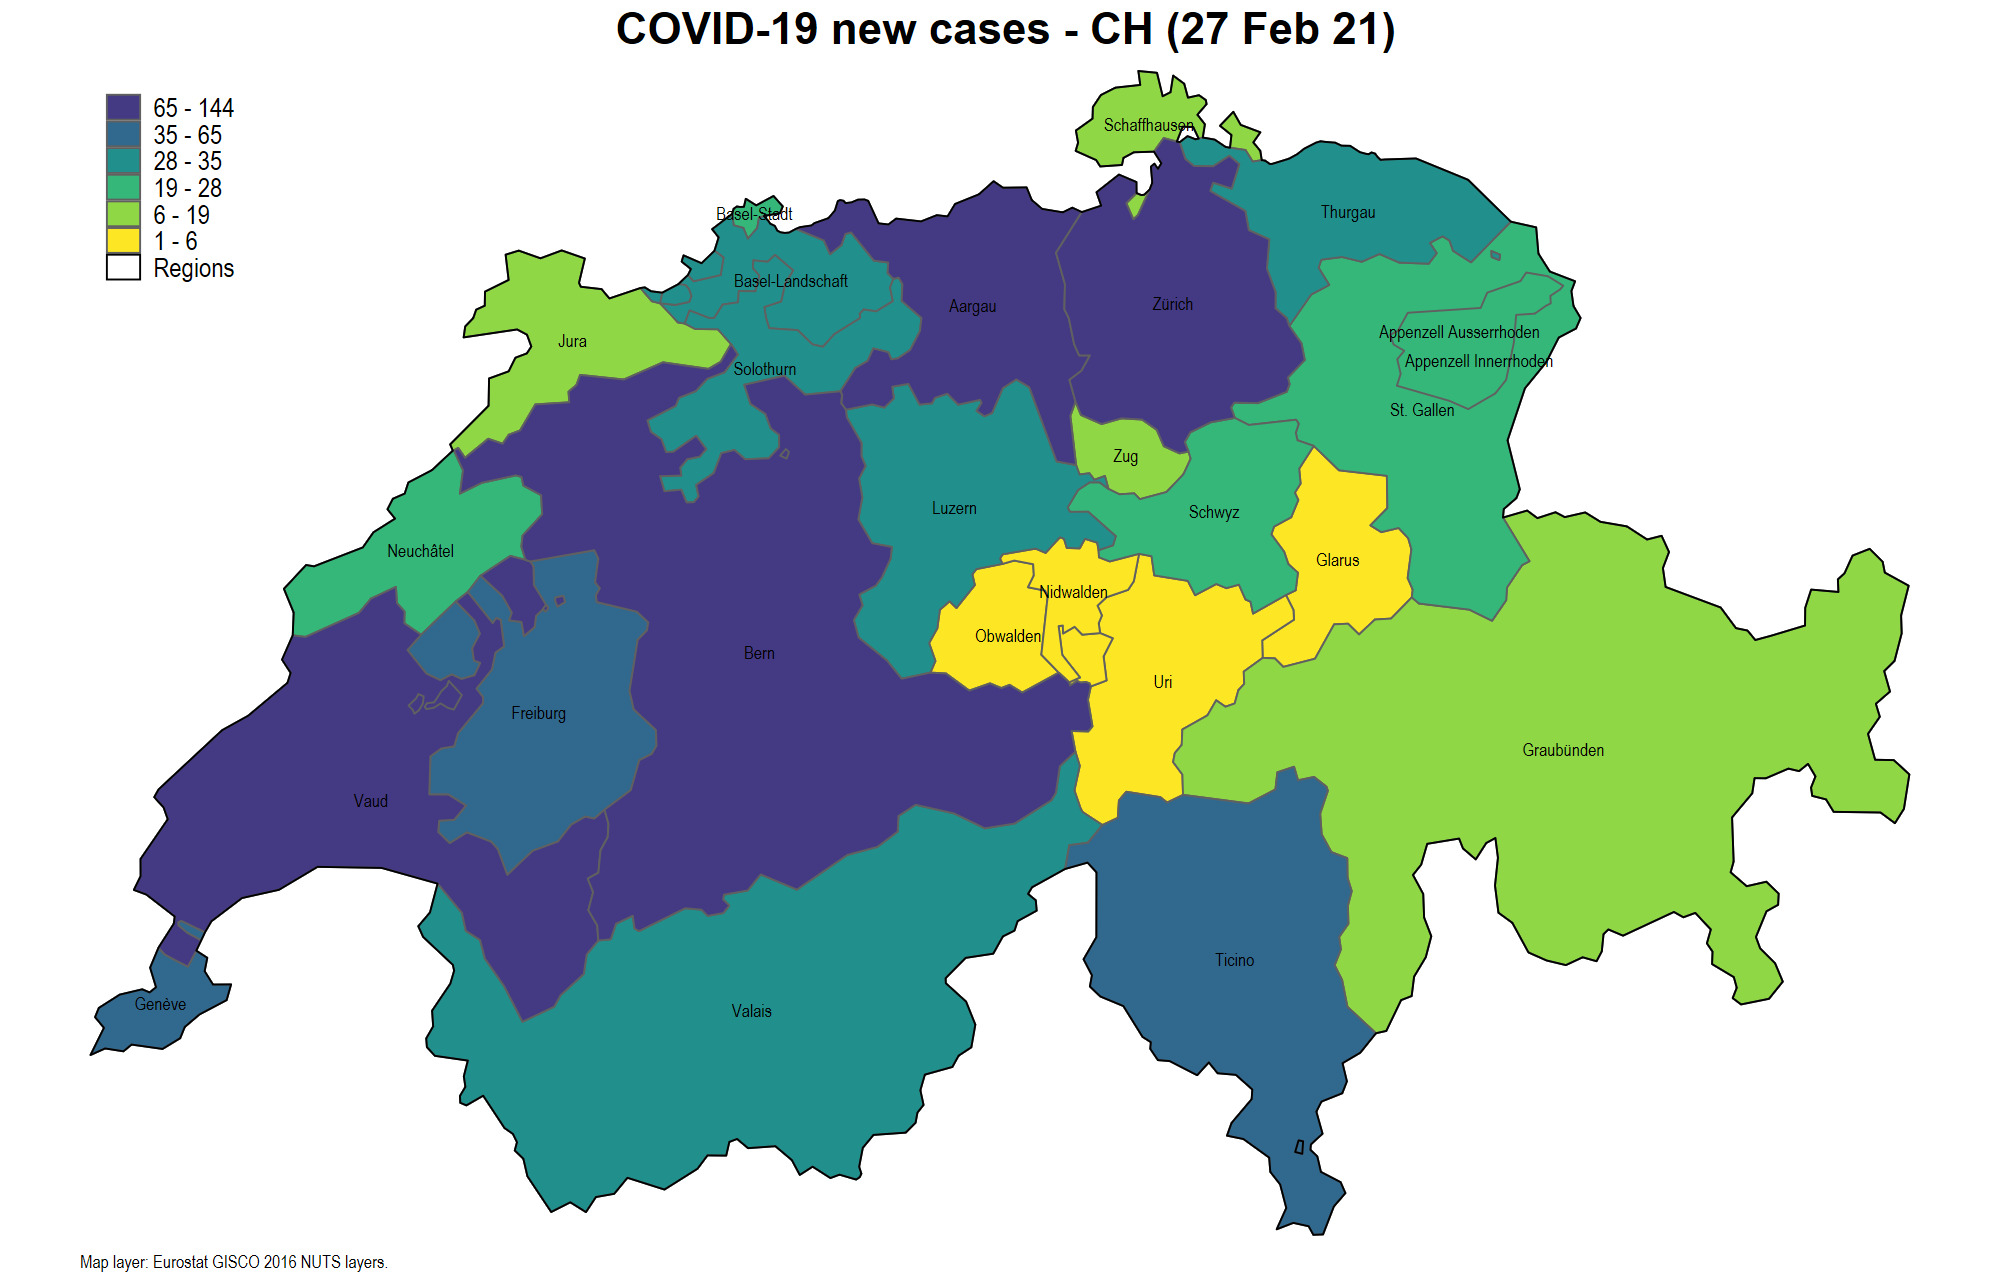 COVID-19 new cases - CH (27 Feb 21)
65 - 144
35 - 65
28 - 35
19 - 28
6 - 19
1 - 6
Regions
Schaffhausen
Basel-Stadt
Thurgau
Basel-Landschaft
Aargau
Zürich
Jura
Appenzell Ausserrhoden
Appenzell Innerrhoden
Solothurn
St. Gallen
Zug
Luzern
Schwyz
Neuchâtel
Glarus
Nidwalden
Obwalden
Bern
Uri
Freiburg
Graubünden
Vaud
Ticino
Genève
Valais
Map layer: Eurostat GISCO 2016 NUTS layers.